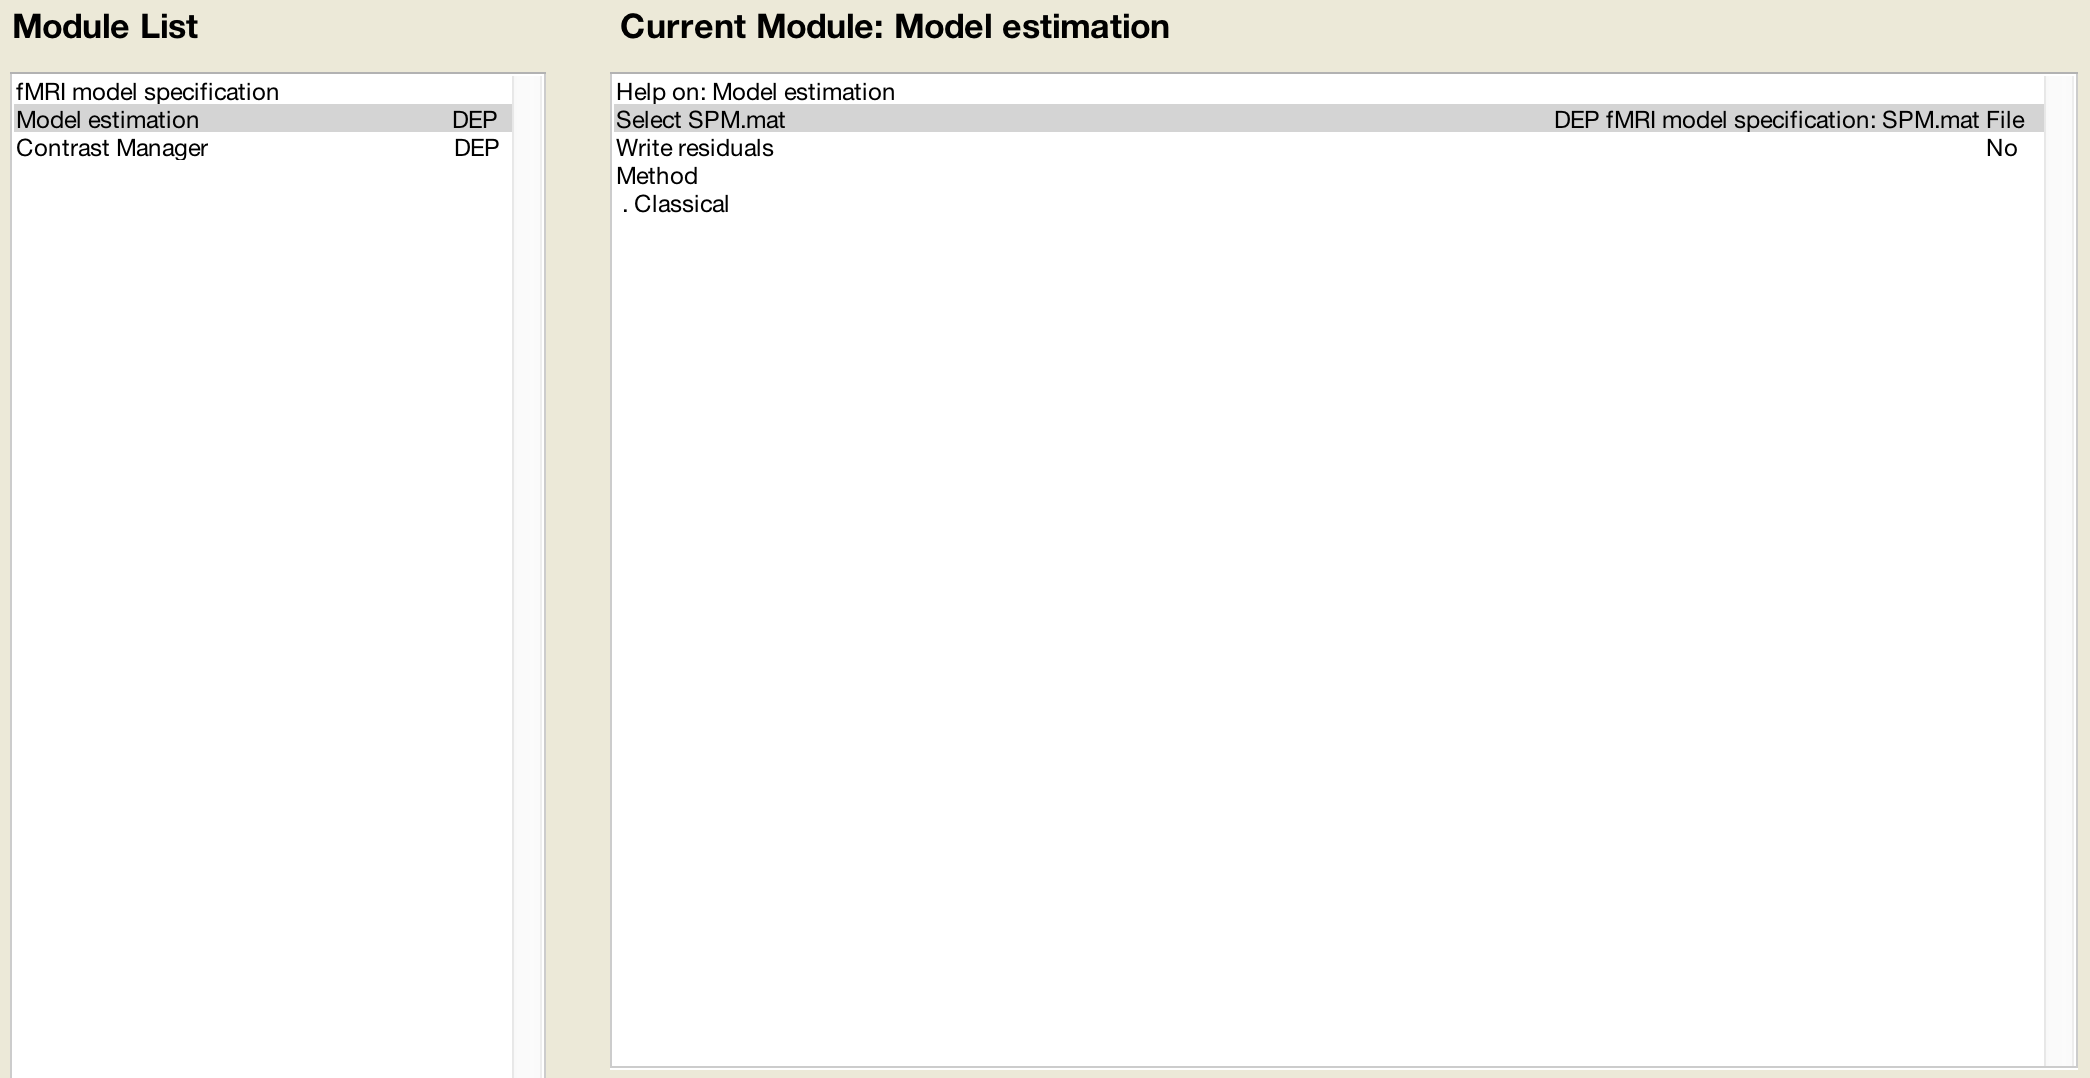 Module List
fMRI model specification
Model estimation DEP
Contrast Manager DEP
Current Module: Model estimation
Help on: Model estimation
Select SPM.mat DEP fMRI model specification: SPM.mat File
Write residuals No
Method
. Classical